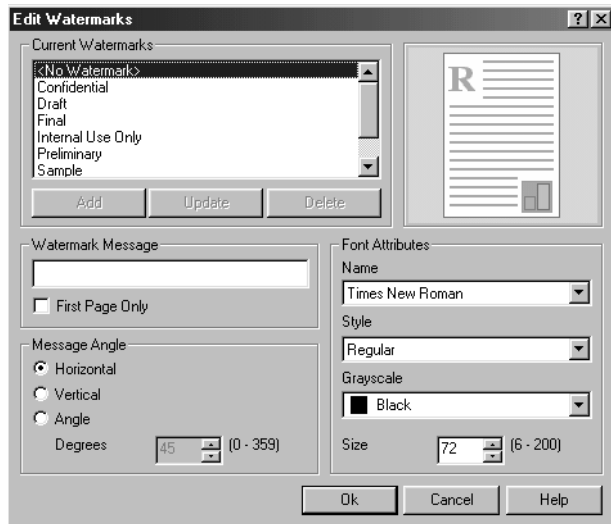 Edit Watermarks
Current Watermarks
<No Watermark>
Confidential
Draft
Final
Internal Use Only
Preliminary
Sample
Add Update Delete
R
Watermark Message
First Page Only
Message Angle
Horizontal
Vertical
Angle
Degrees 45 (0 - 359)
Font Attributes
Name
Times New Roman
Style
Regular
Grayscale
Black
Size 72 (6 - 200)
Ok Cancel Help